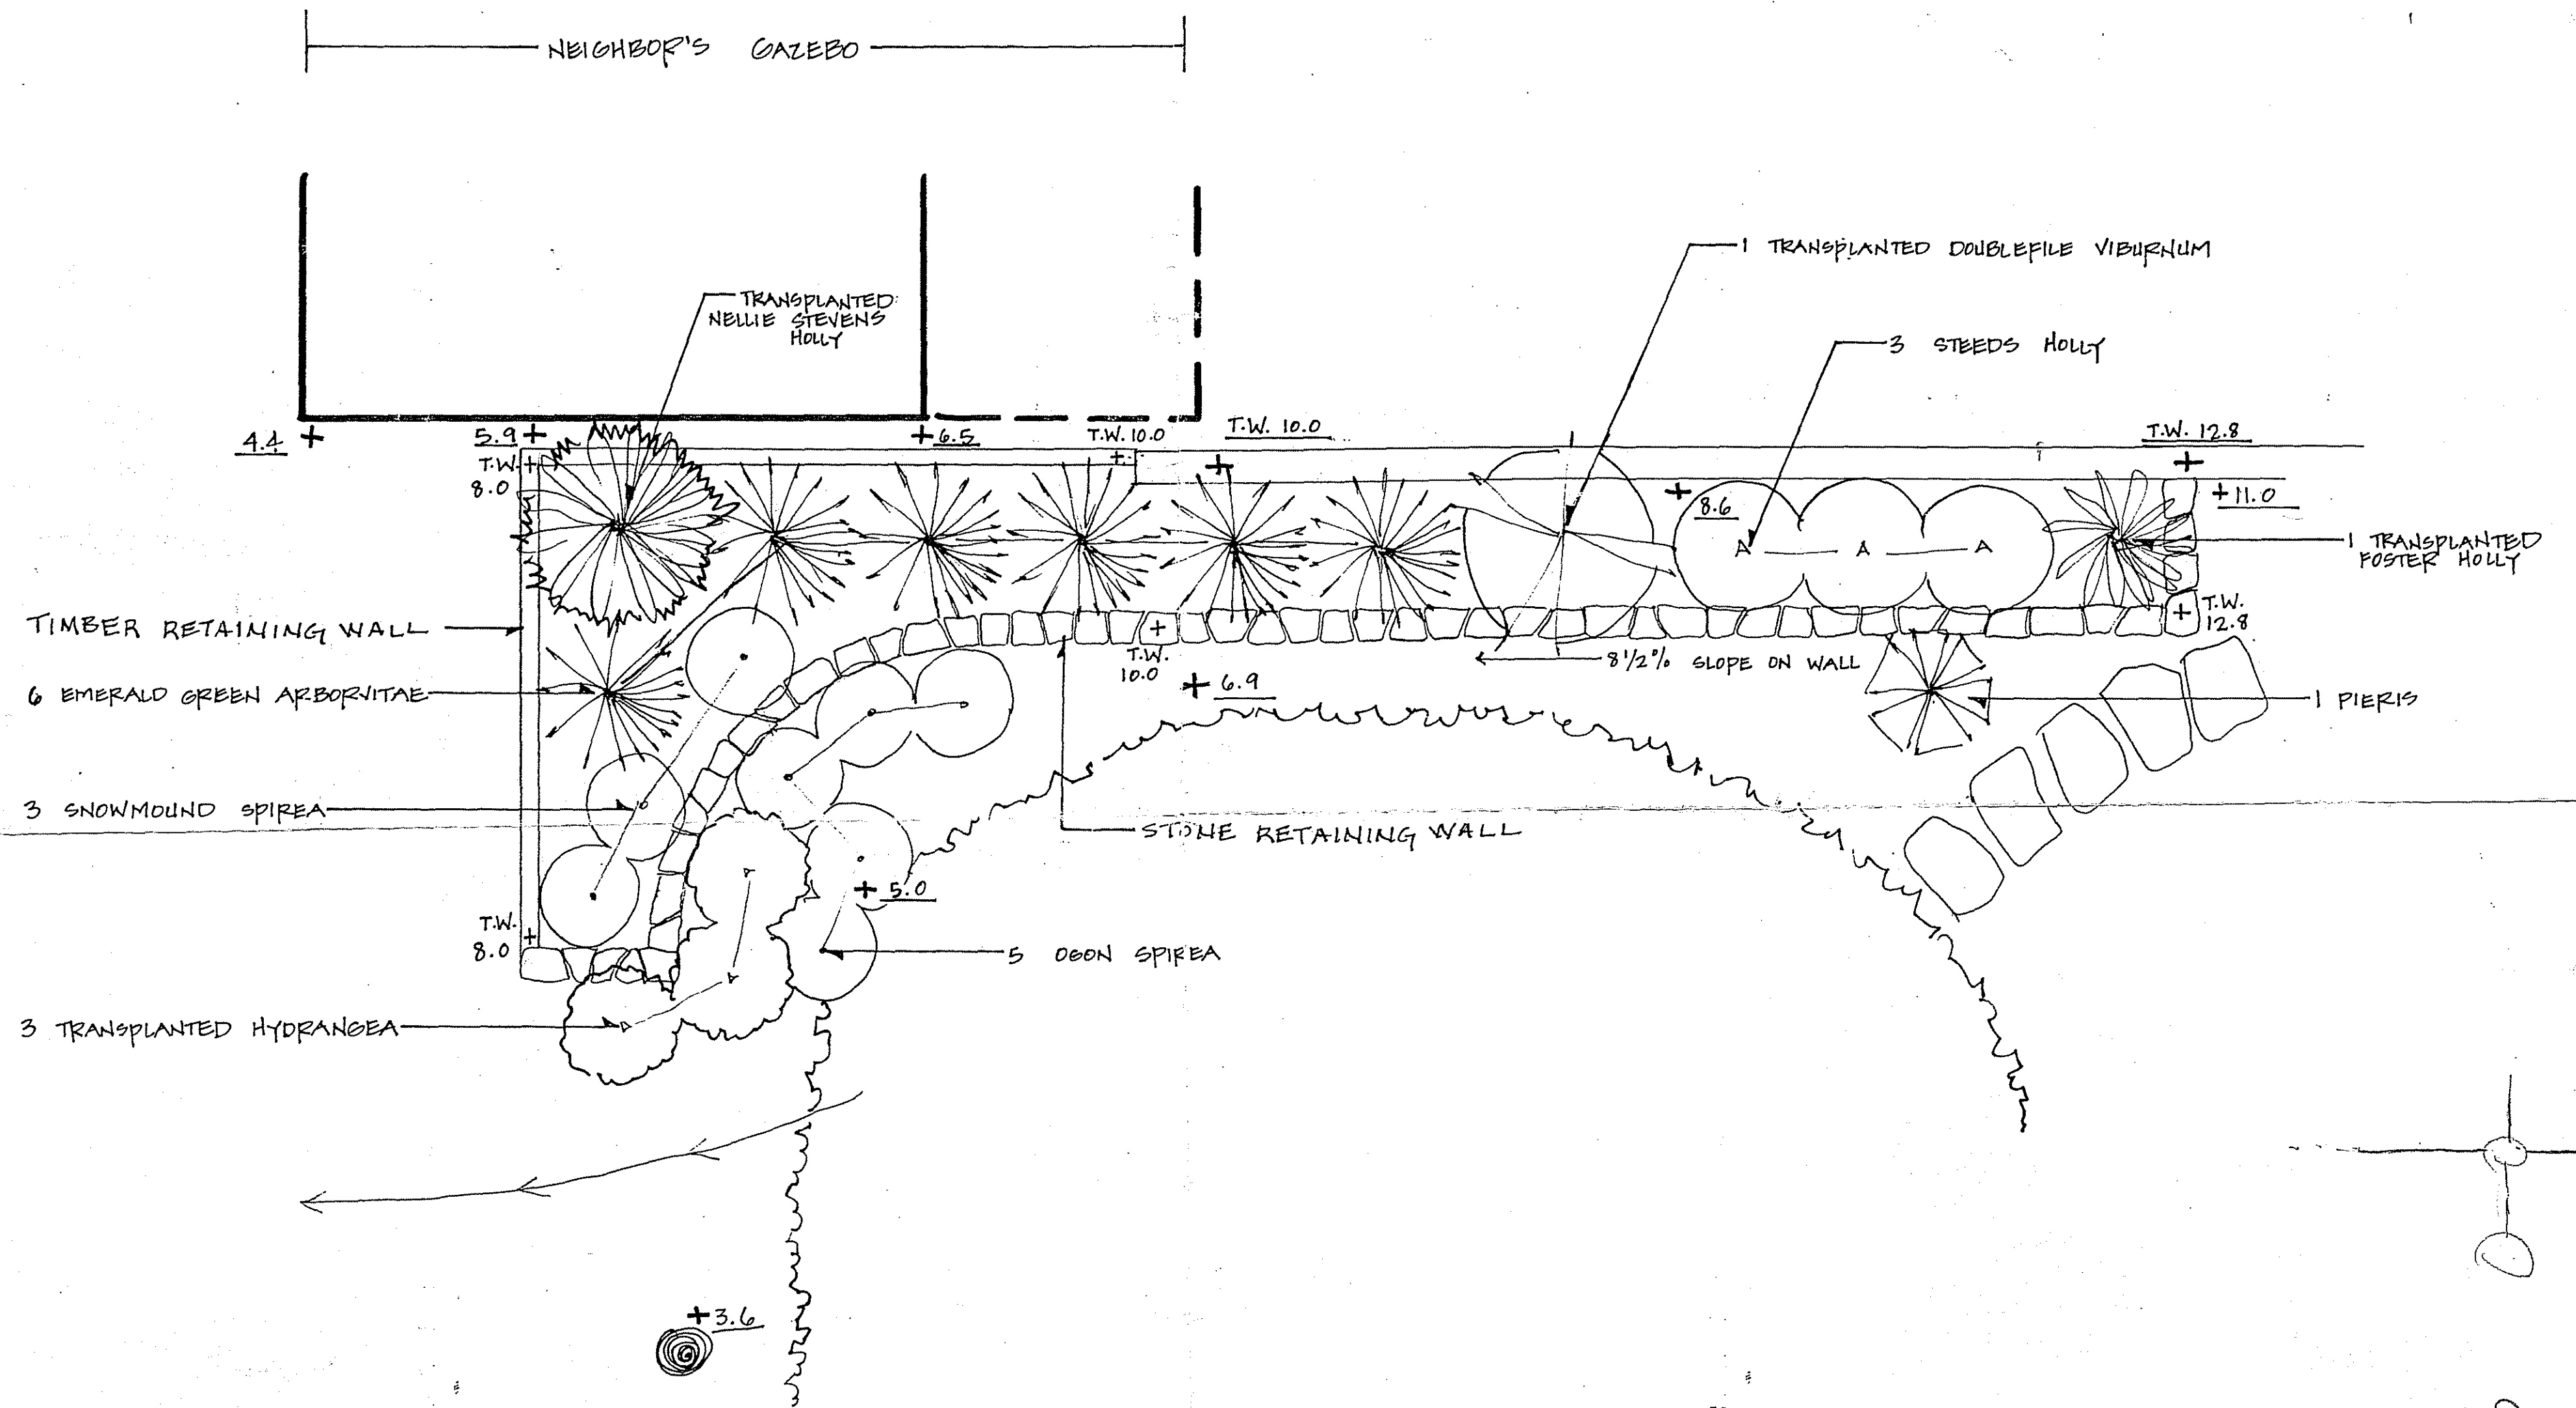 NEIGHBOR'S GAZEBO
1 TRANSPLANTED DOUBLEFILE VIBURNUM
TRANSPLANTED
NELLIE STEVENS
HOLLY
3 STEEDS HOLLY
4.4
5.9
6.5
T.W. 10.0
T.W. 10.0
T.W. 12.8
T.W.
8.0
8.6
11.0
A A A
1 TRANSPLANTED
FOSTER HOLLY
TIMBER RETAINING WALL
T.W.
12.8
T.W.
10.0
8 1/2% SLOPE ON WALL
6.9
6 EMERALD GREEN ARBORVITAE
1 PIERIS
3 SNOWMOUND SPIREA
STONE RETAINING WALL
5.0
T.W.
8.0
5 OGON SPIREA
3 TRANSPLANTED HYDRANGEA
3.6